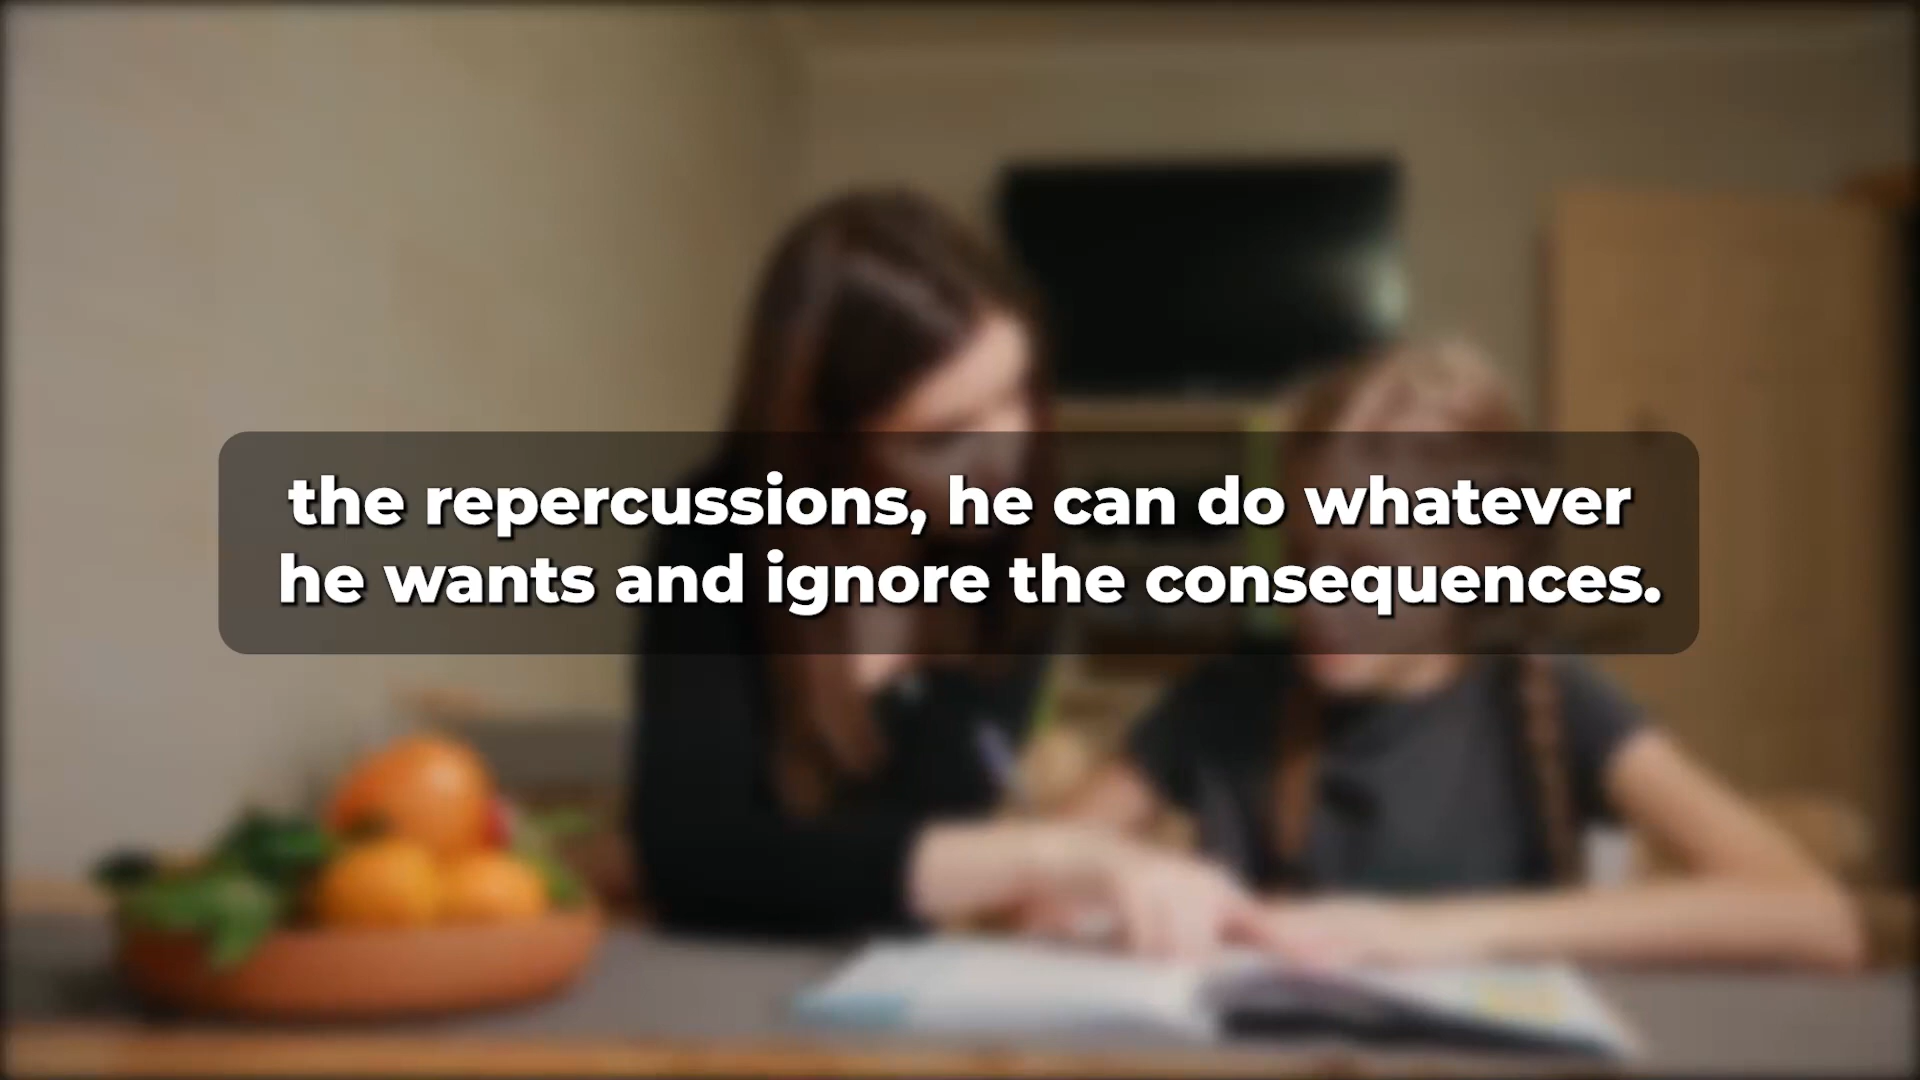 the repercussions, he can do whatever
he wants and ignore the consequences.